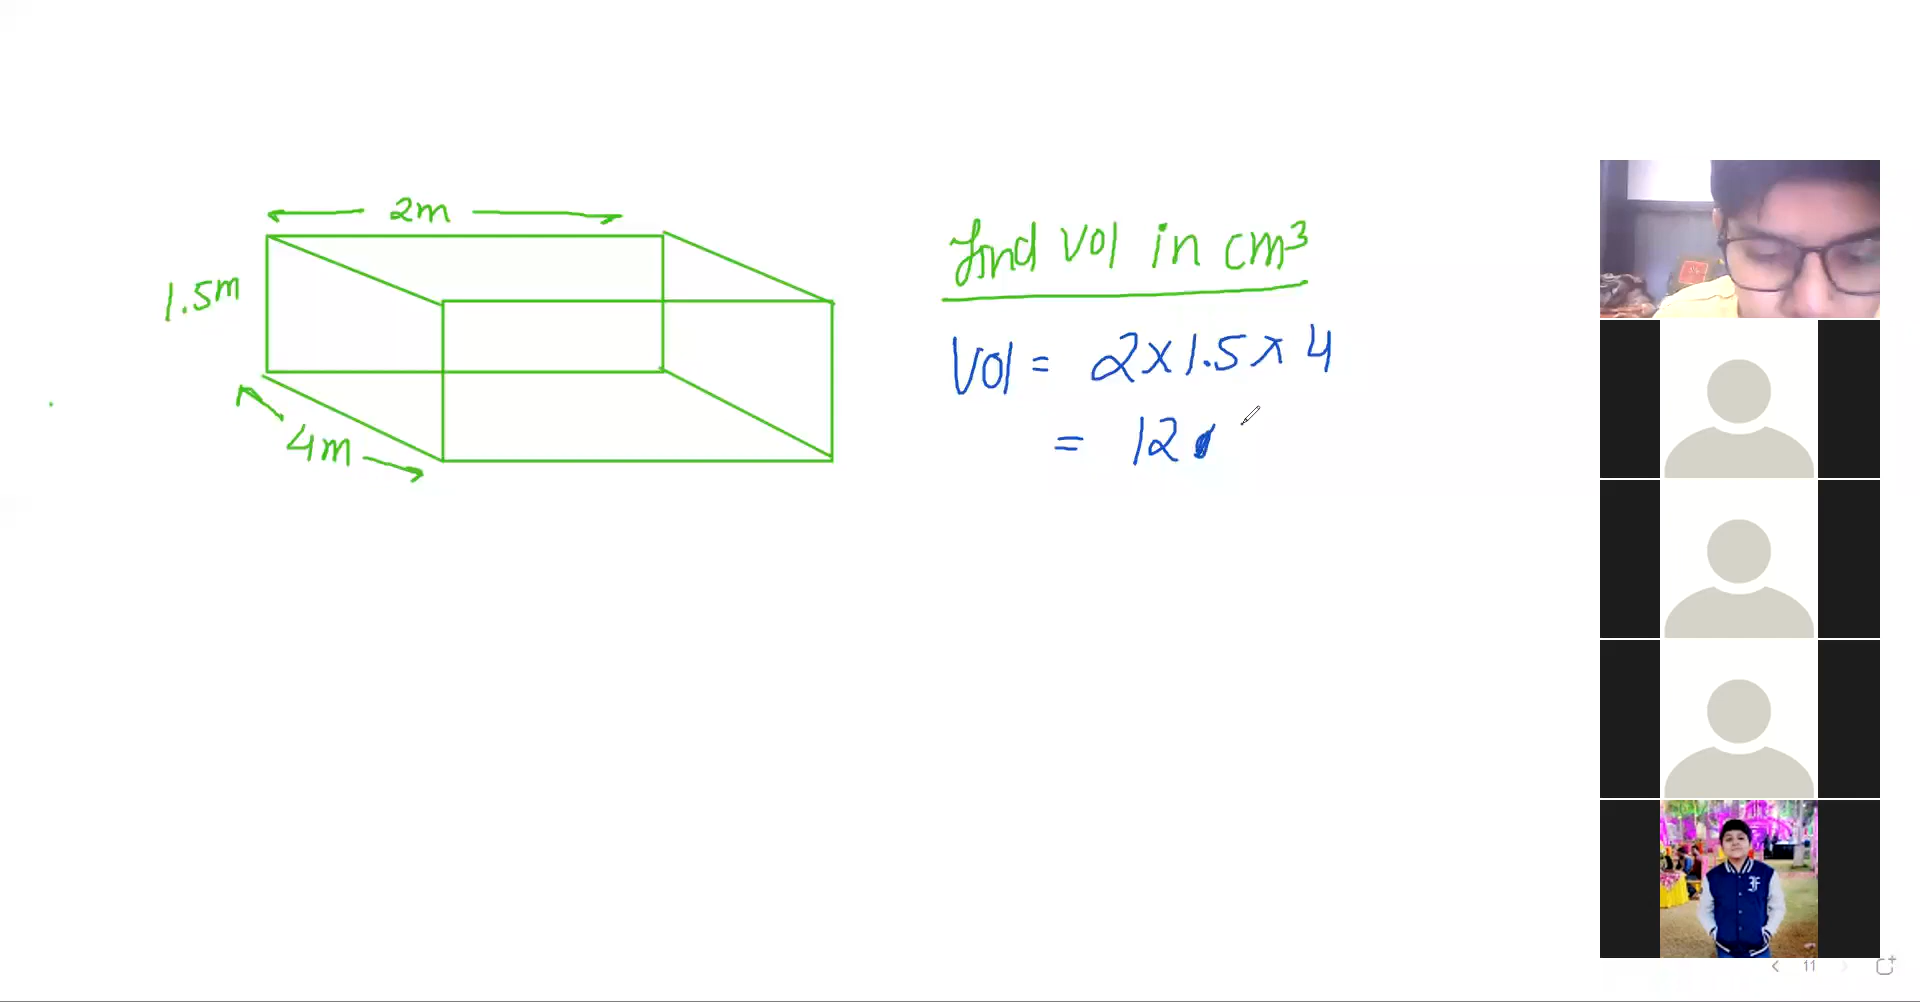 2m
1.5m
4m
find vol in cm³
Vol = 2 x 1.5 x 4
= 12
F
11